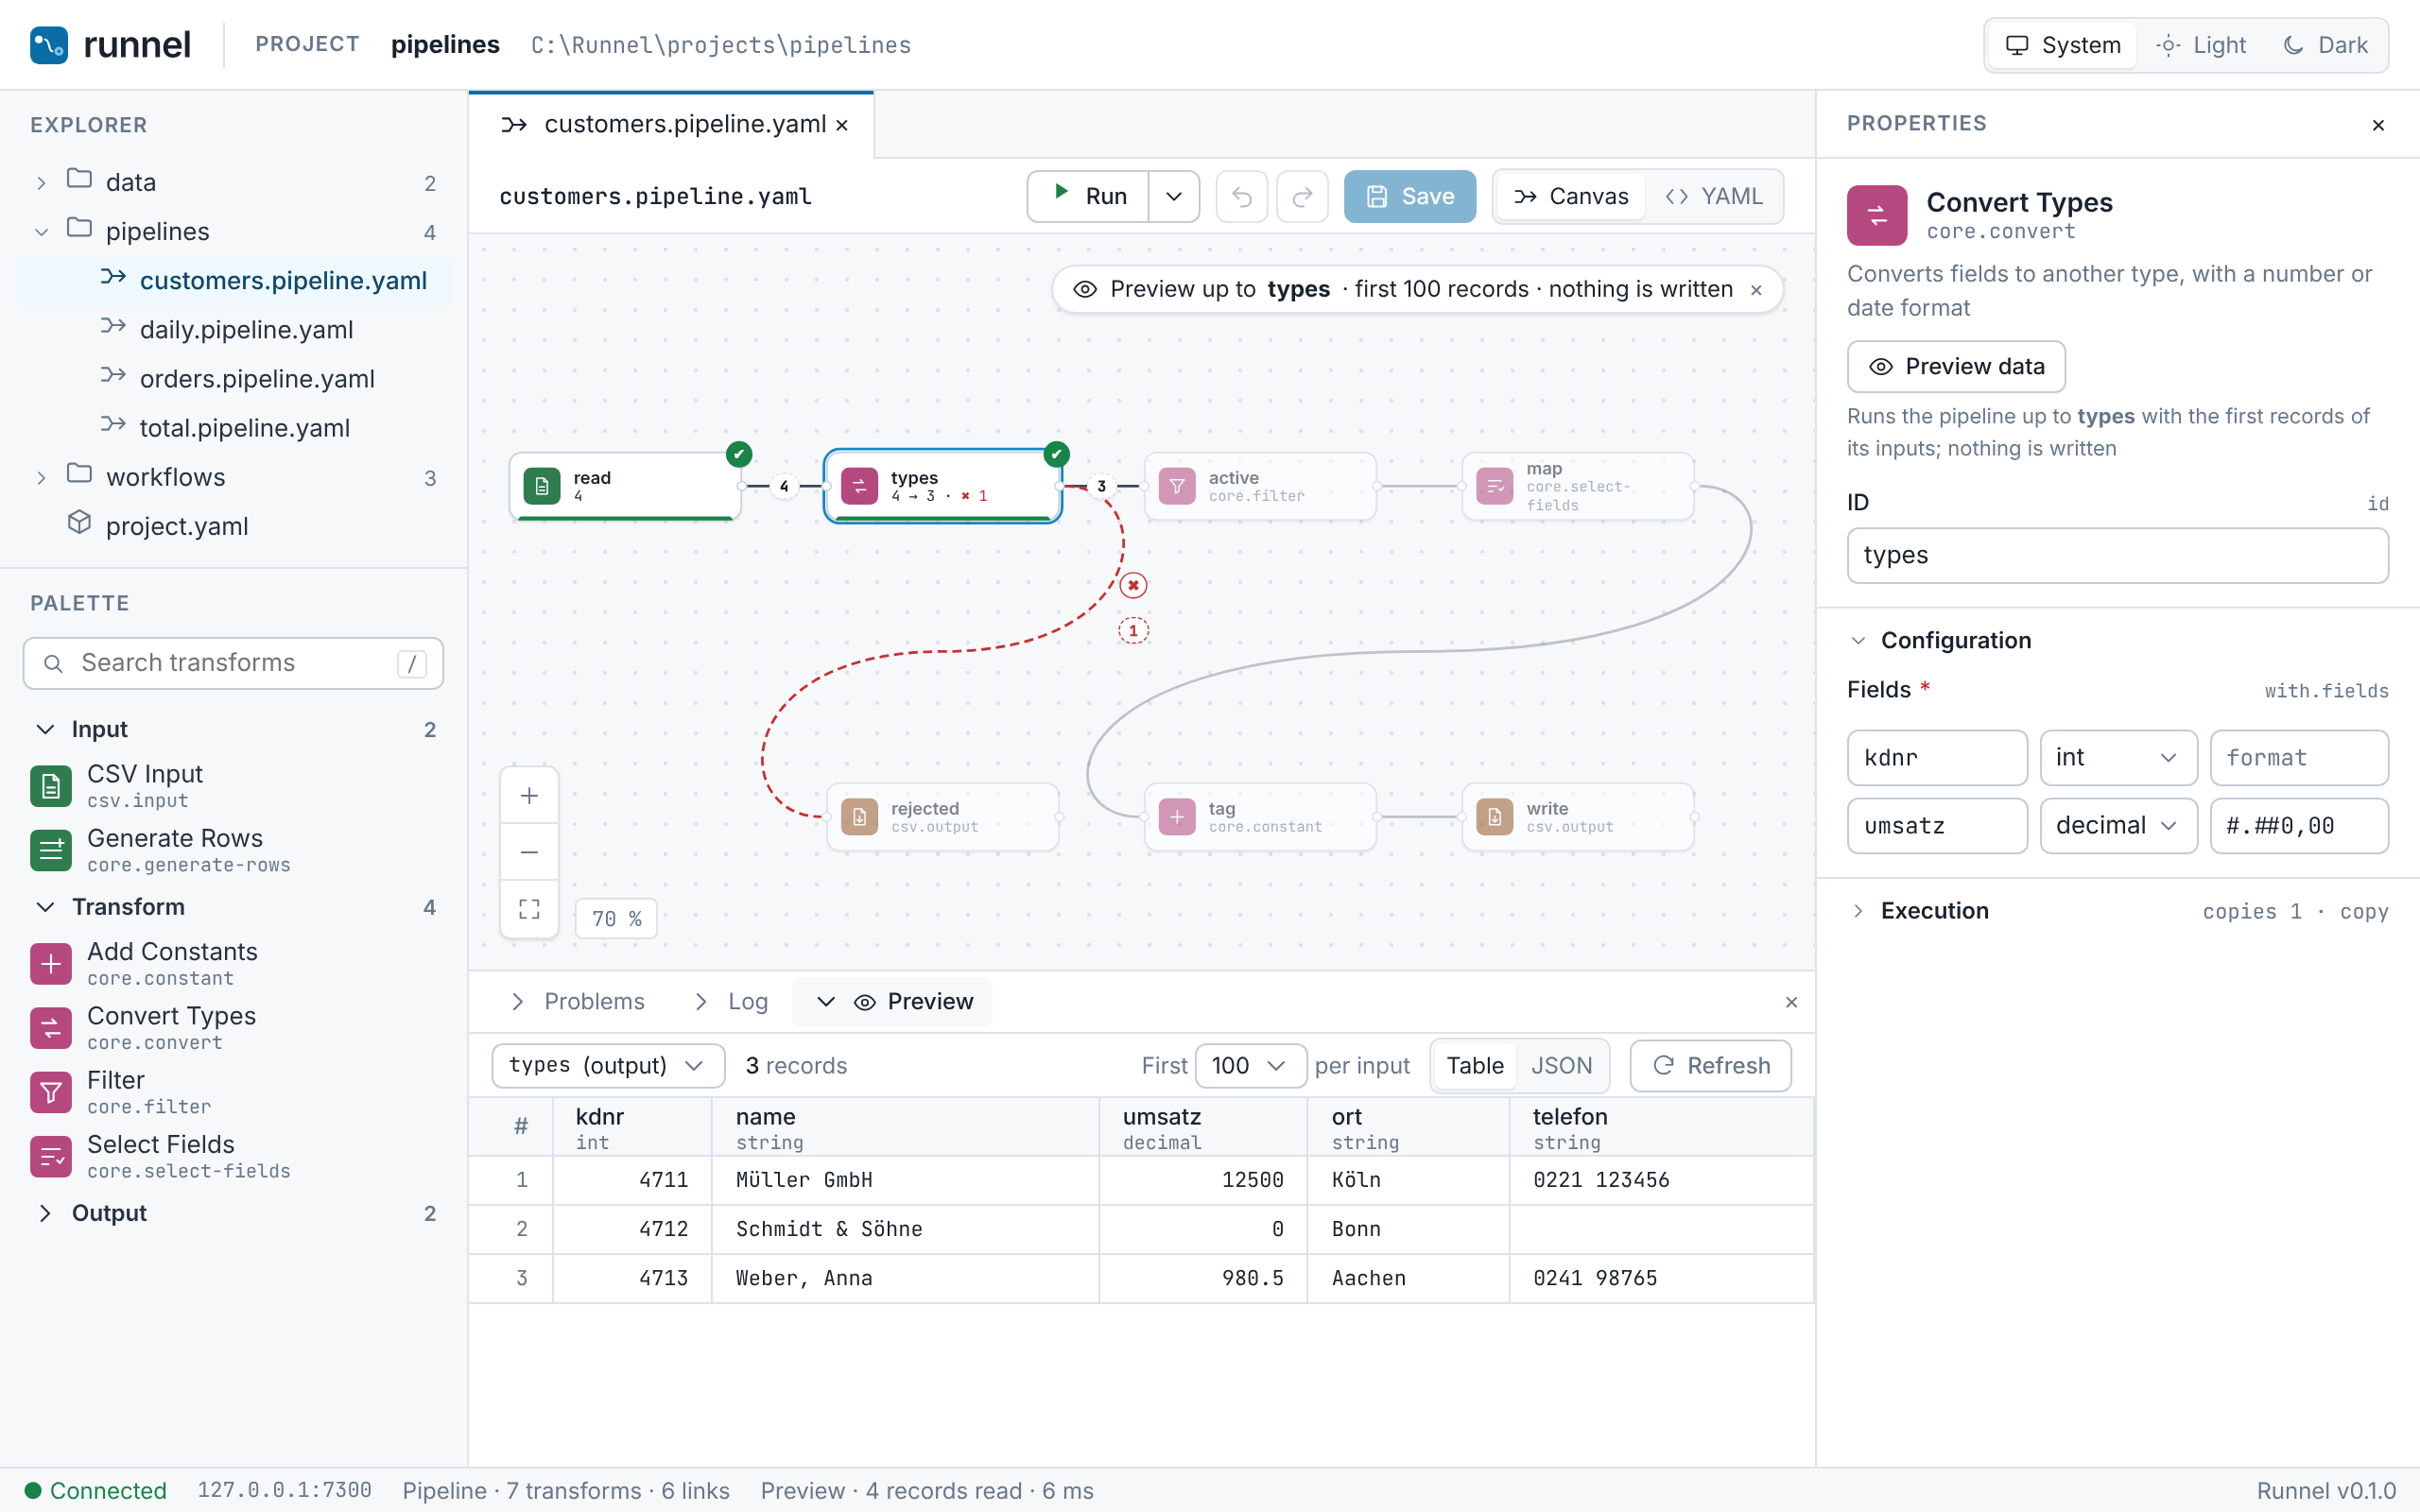 runnel
PROJECT pipelines C:\Runnel\projects\pipelines
System Light Dark
EXPLORER
data 2
pipelines 4
customers.pipeline.yaml
daily.pipeline.yaml
orders.pipeline.yaml
total.pipeline.yaml
workflows 3
project.yaml
PALETTE
Search transforms /
Input 2
CSV Input
csv.input
Generate Rows
core.generate-rows
Transform 4
Add Constants
core.constant
Convert Types
core.convert
Filter
core.filter
Select Fields
core.select-fields
Output 2
customers.pipeline.yaml ×
customers.pipeline.yaml
Run
Save
Canvas YAML
Preview up to types · first 100 records · nothing is written ×
read
4
4
types
4 → 3 · ✖ 1
3
active
core.filter
map
core.select-
fields
✖
1
rejected
csv.output
tag
core.constant
write
csv.output
+
−
70 %
Problems Log Preview ×
types (output) 3 records First 100 per input Table JSON Refresh
# kdnr name umsatz ort telefon
int string decimal string string
1 4711 Müller GmbH 12500 Köln 0221 123456
2 4712 Schmidt & Söhne 0 Bonn
3 4713 Weber, Anna 980.5 Aachen 0241 98765
PROPERTIES ×
Convert Types
core.convert
Converts fields to another type, with a number or
date format
Preview data
Runs the pipeline up to types with the first records of
its inputs; nothing is written
ID id
types
Configuration
Fields * with.fields
kdnr int format
umsatz decimal #.##0,00
Execution copies 1 · copy
Connected 127.0.0.1:7300 Pipeline · 7 transforms · 6 links Preview · 4 records read · 6 ms Runnel v0.1.0